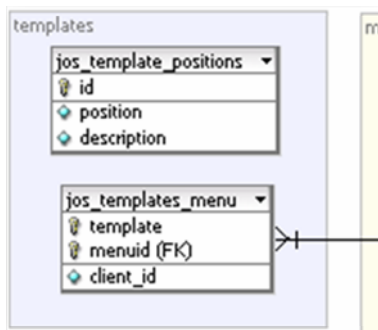 templates
m
jos_template_positions
id
position
description
jos_templates_menu
template
menuid (FK)
client_id